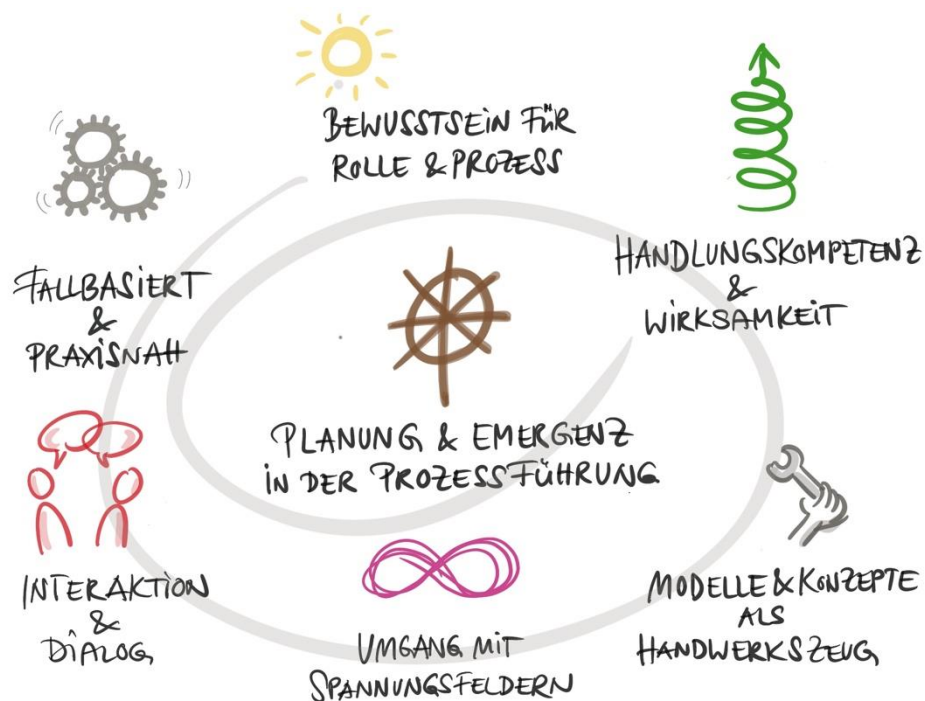 BEWUSSTSEIN FÜR
ROLLE & PROZESS
HANDLUNGSKOMPETENZ
&
WIRKSAMKEIT
FALLBASIERT
&
PRAXISNAH
PLANUNG & EMERGENZ
IN DER PROZESSFÜHRUNG
INTERAKTION
&
DIALOG
UMGANG MIT
SPANNUNGSFELDERN
MODELLE & KONZEPTE
ALS
HANDWERKSZEUG